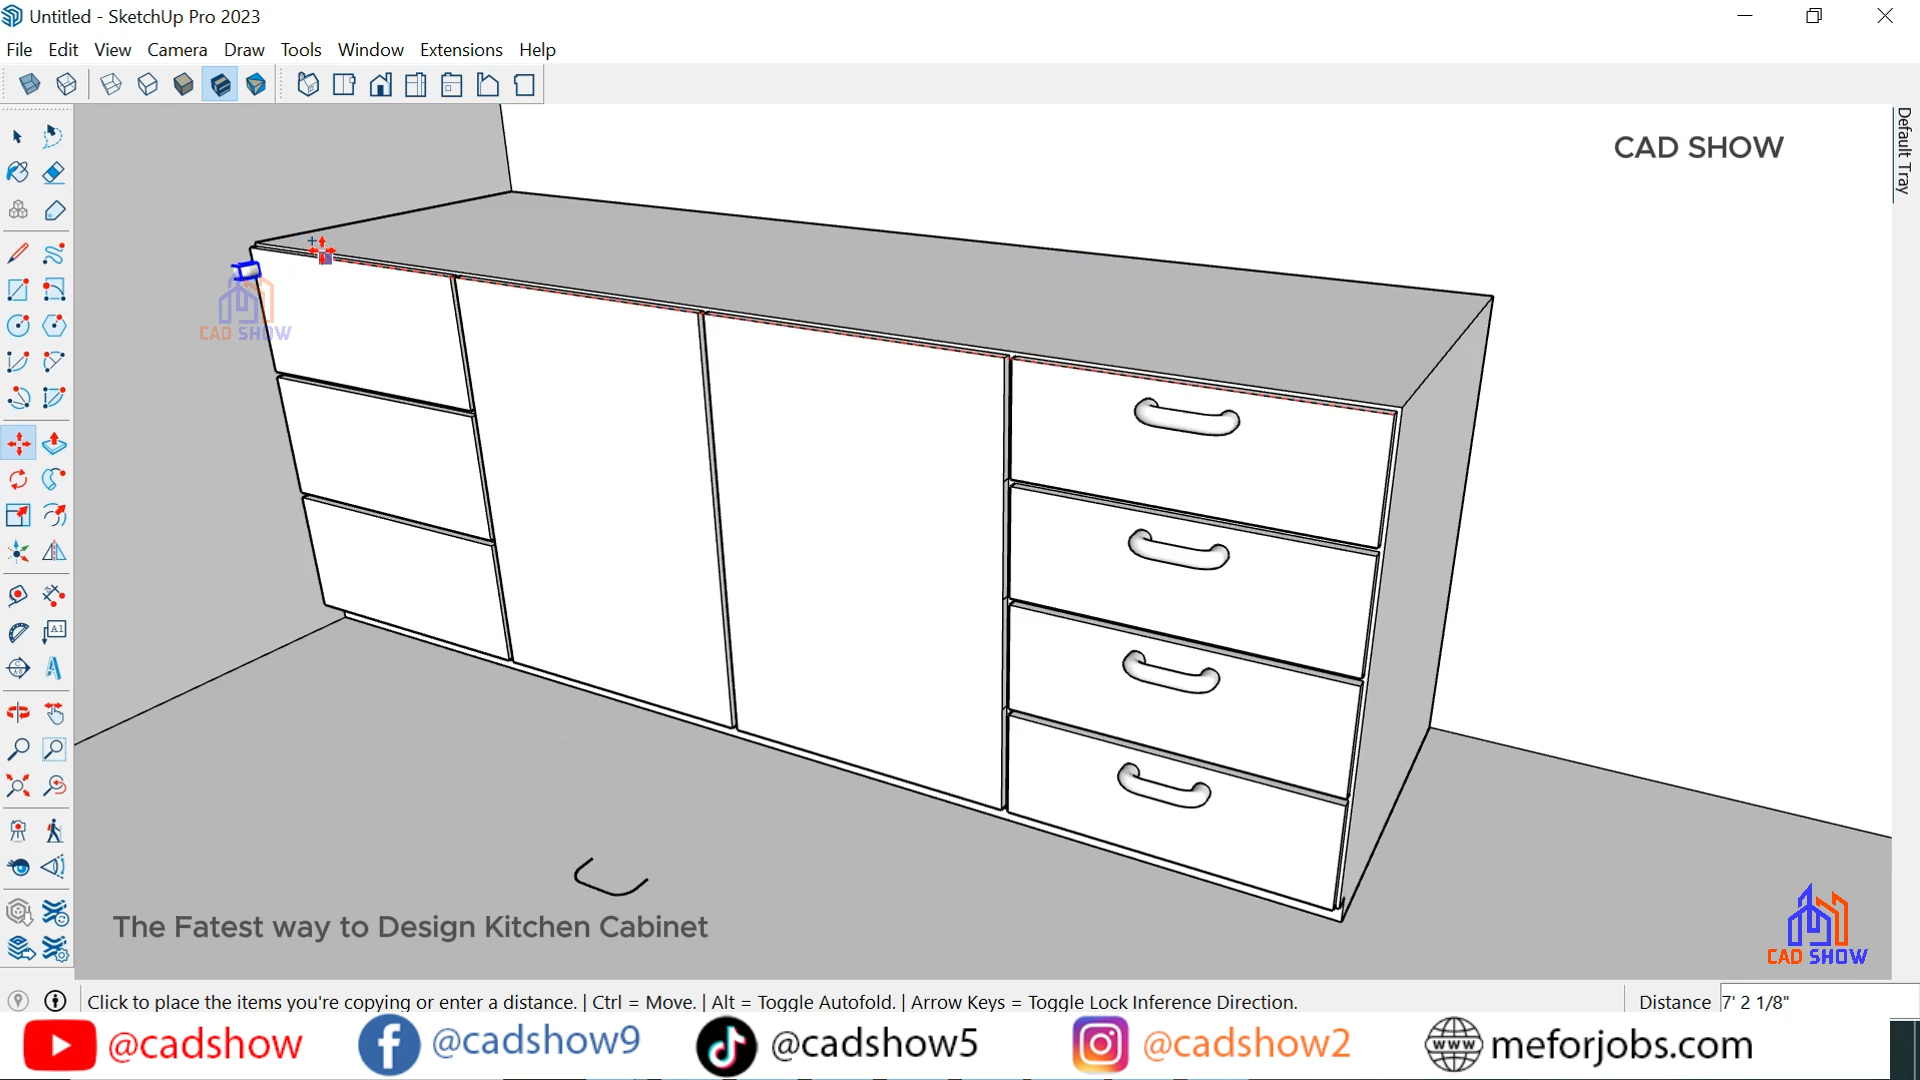 Untitled - SketchUp Pro 2023
File Edit View Camera Draw Tools Window Extensions Help
Default Tray
CAD SHOW
CAD SHOW
A1
The Fatest way to Design Kitchen Cabinet
CAD SHOW
Click to place the items you're copying or enter a distance. | Ctrl = Move. | Alt = Toggle Autofold. | Arrow Keys = Toggle Lock Inference Direction.
Distance 7' 2 1/8"
@cadshow @cadshow9 @cadshow5 @cadshow2 www meforjobs.com